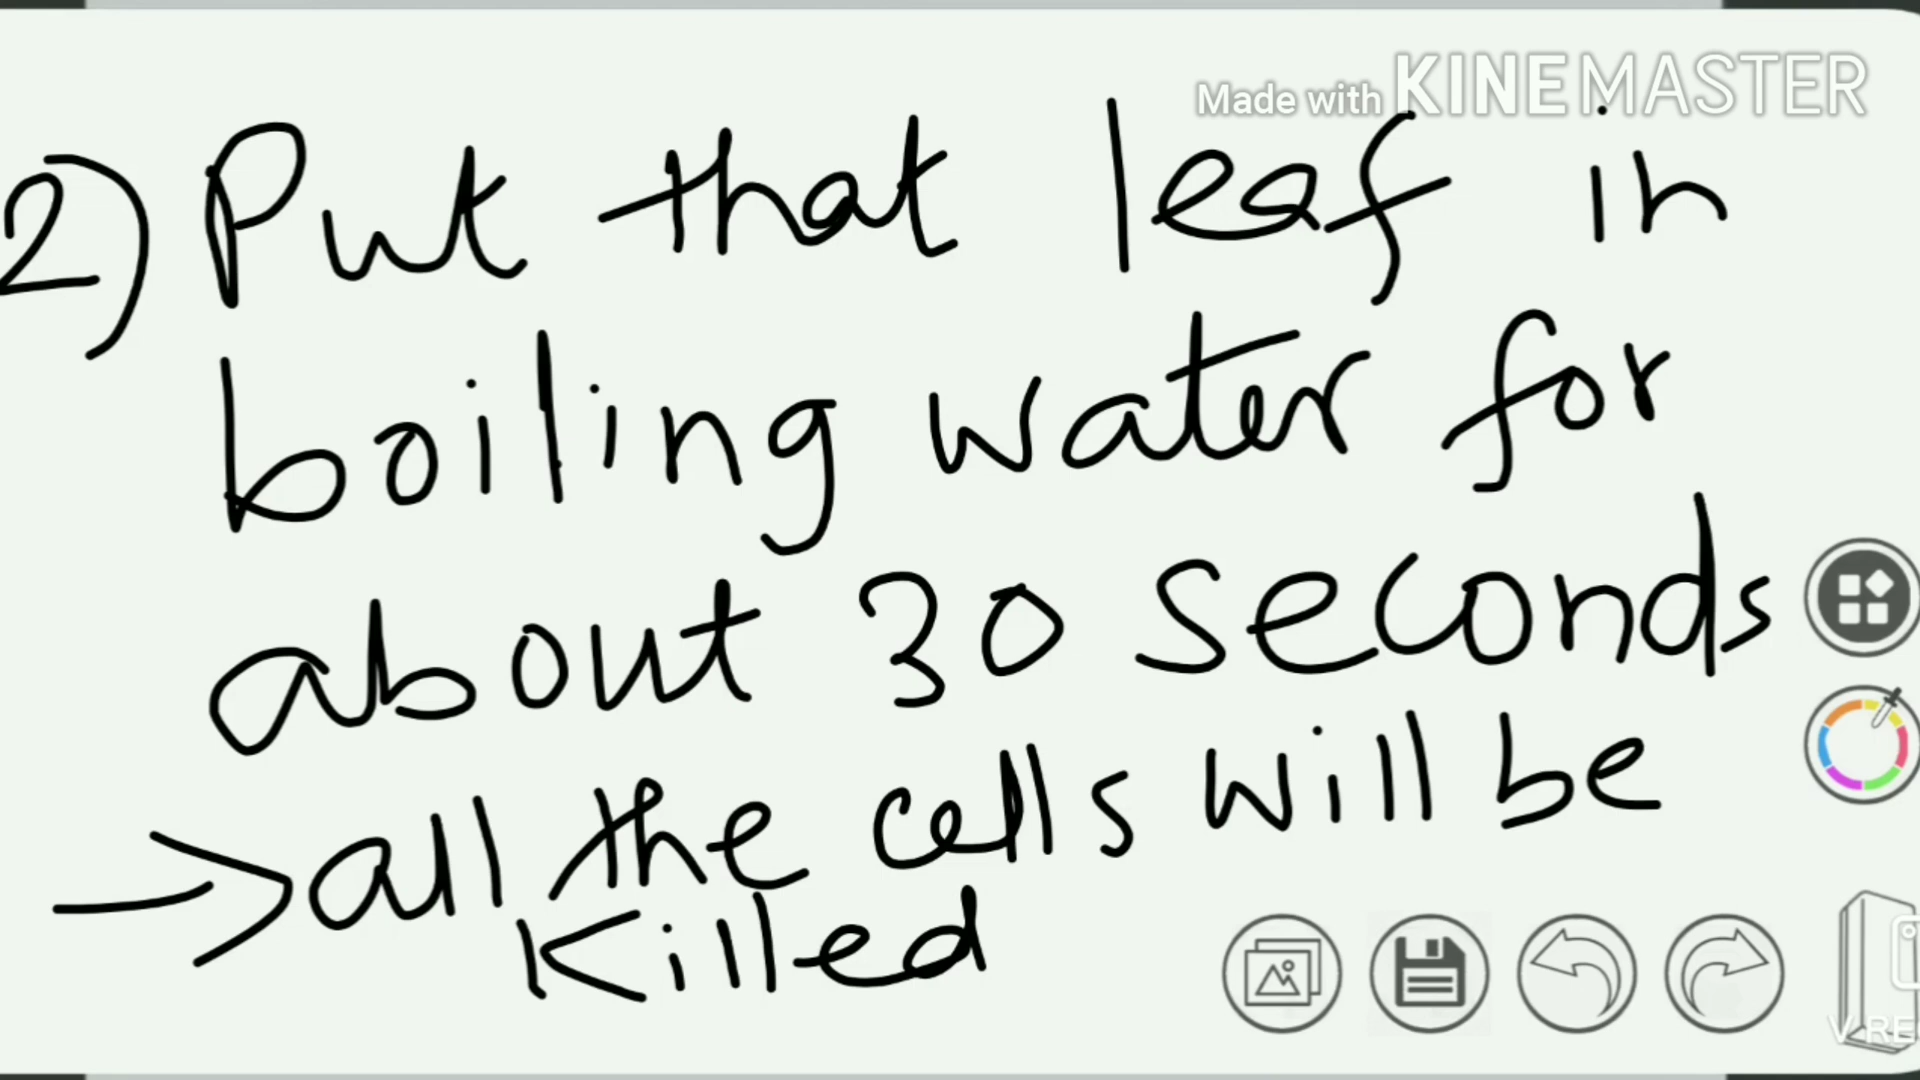 Made with KINEMASTER
2) Put that leaf in
boiling water for
about 30 seconds
→ all the cells will be
killed
V RE